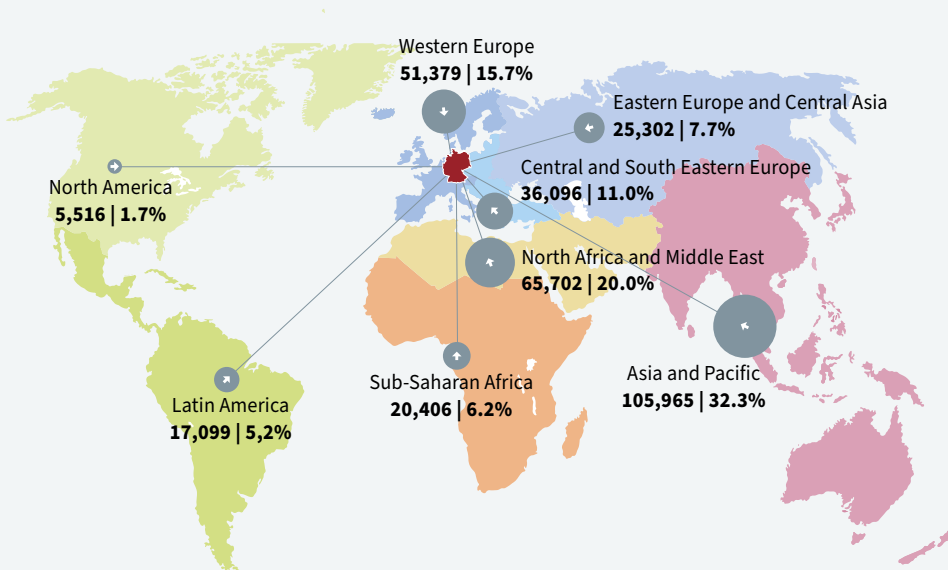 Western Europe
51,379 | 15.7%
Eastern Europe and Central Asia
25,302 | 7.7%
Central and South Eastern Europe
36,096 | 11.0%
North America
5,516 | 1.7%
North Africa and Middle East
65,702 | 20.0%
Asia and Pacific
105,965 | 32.3%
Sub-Saharan Africa
20,406 | 6.2%
Latin America
17,099 | 5,2%